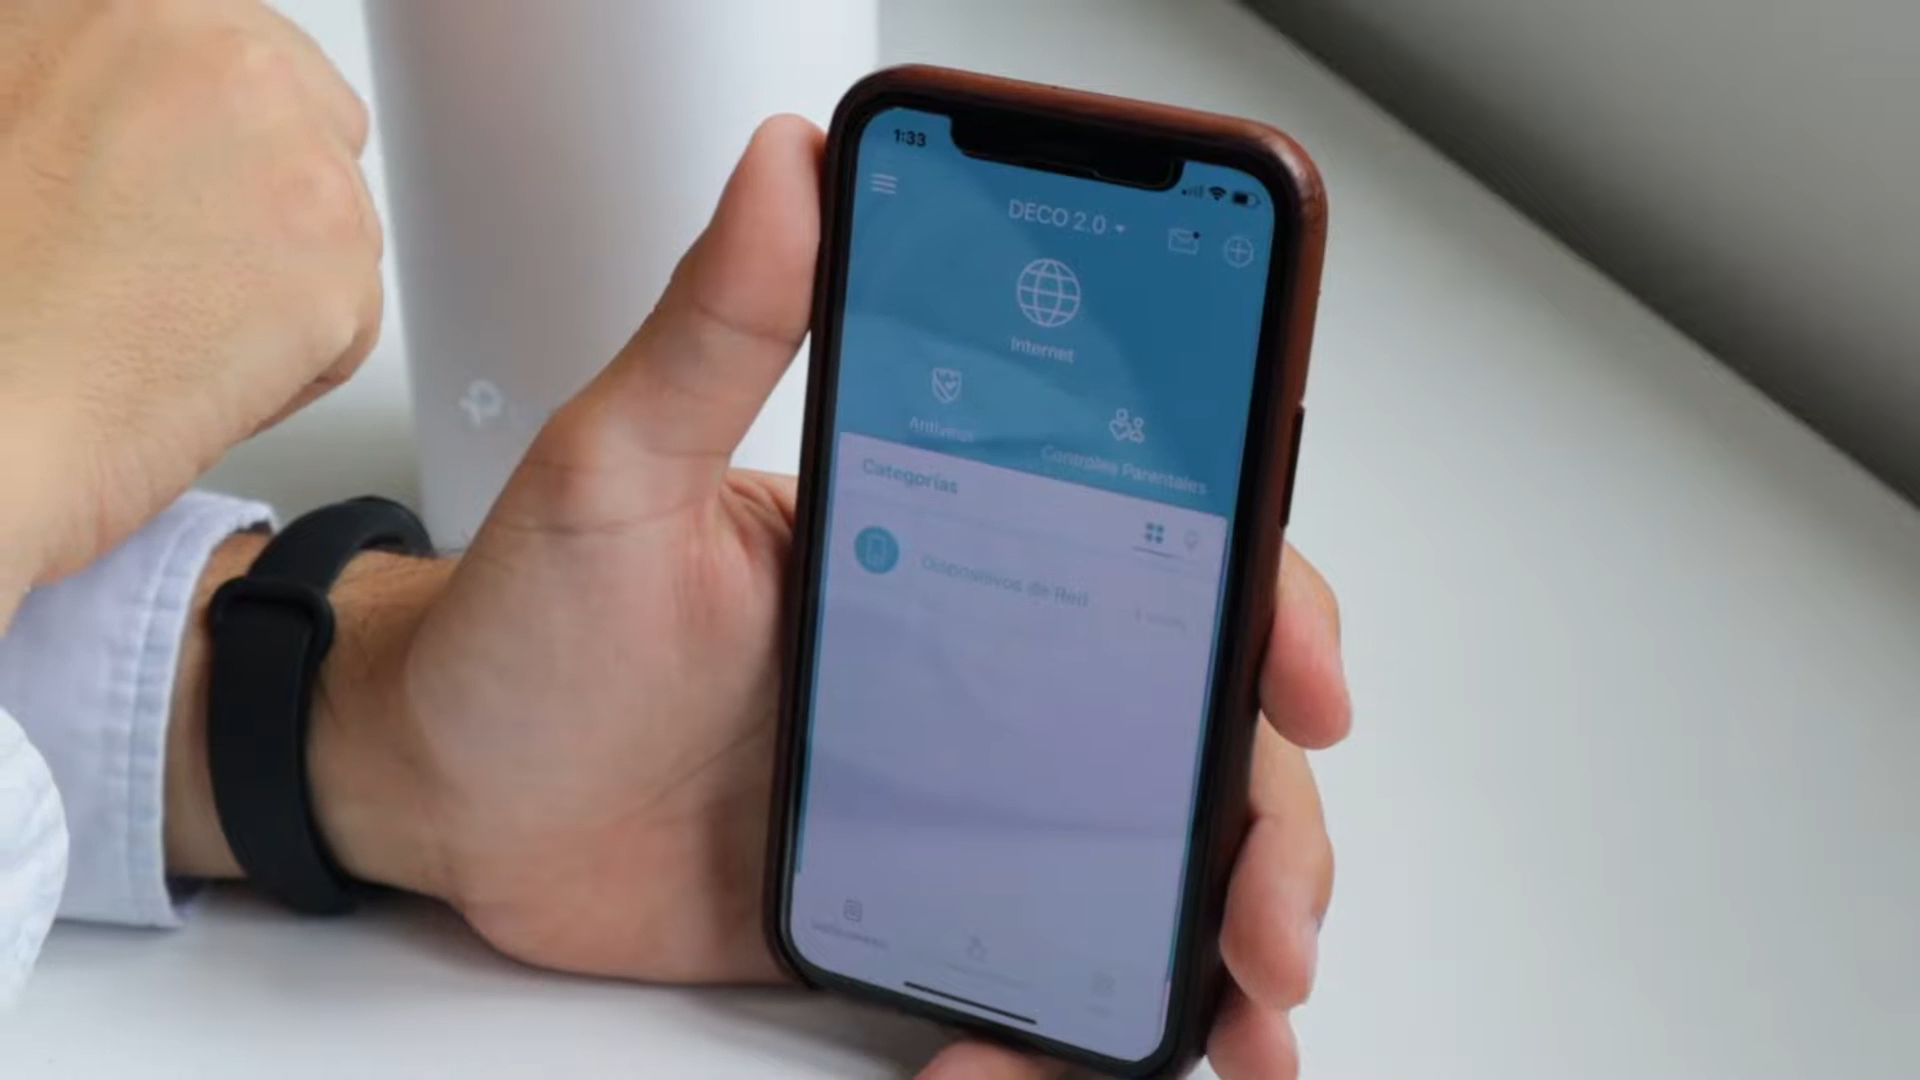 1:33
DECO 2.0
Internet
Antivirus
Controles Parentales
Categorías
Dispositivos de Red